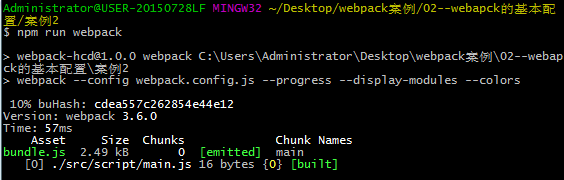 Administrator@USER-20150728LF MINGW32 ~/Desktop/webpack案例/02--webapck的基本配
置/案例2
$ npm run webpack
> webpack-hcd@1.0.0 webpack C:\Users\Administrator\Desktop\webpack案例\02--webap
ck的基本配置\案例2
> webpack --config webpack.config.js --progress --display-modules --colors
10% buHash: cdea557c262854e44e12
Version: webpack 3.6.0
Time: 57ms
Asset Size Chunks Chunk Names
bundle.js 2.49 kB 0 [emitted] main
[0] ./src/script/main.js 16 bytes {0} [built]